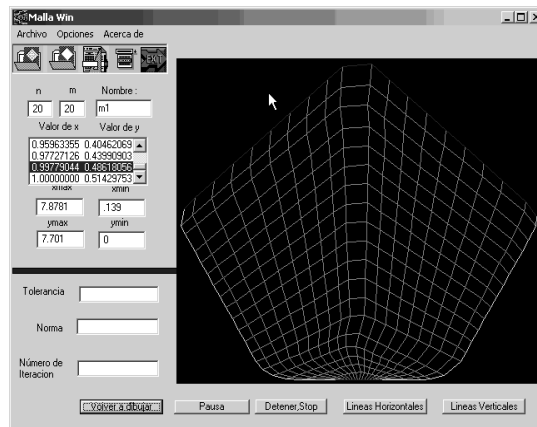 Malla Win
Archivo Opciones Acerca de
EXIT
n m Nombre :
20 20 m1
Valor de x Valor de y
0.95963355 0.40462069
0.97727126 0.43990903
0.99779044 0.48618056
1.00000000 0.51429753
xmax xmin
7.8781 .139
ymax ymin
7.701 0
Tolerancia
Norma
Número de
Iteracion
Volver a dibujar Pausa Detener,Stop Lineas Horizontales Lineas Verticales